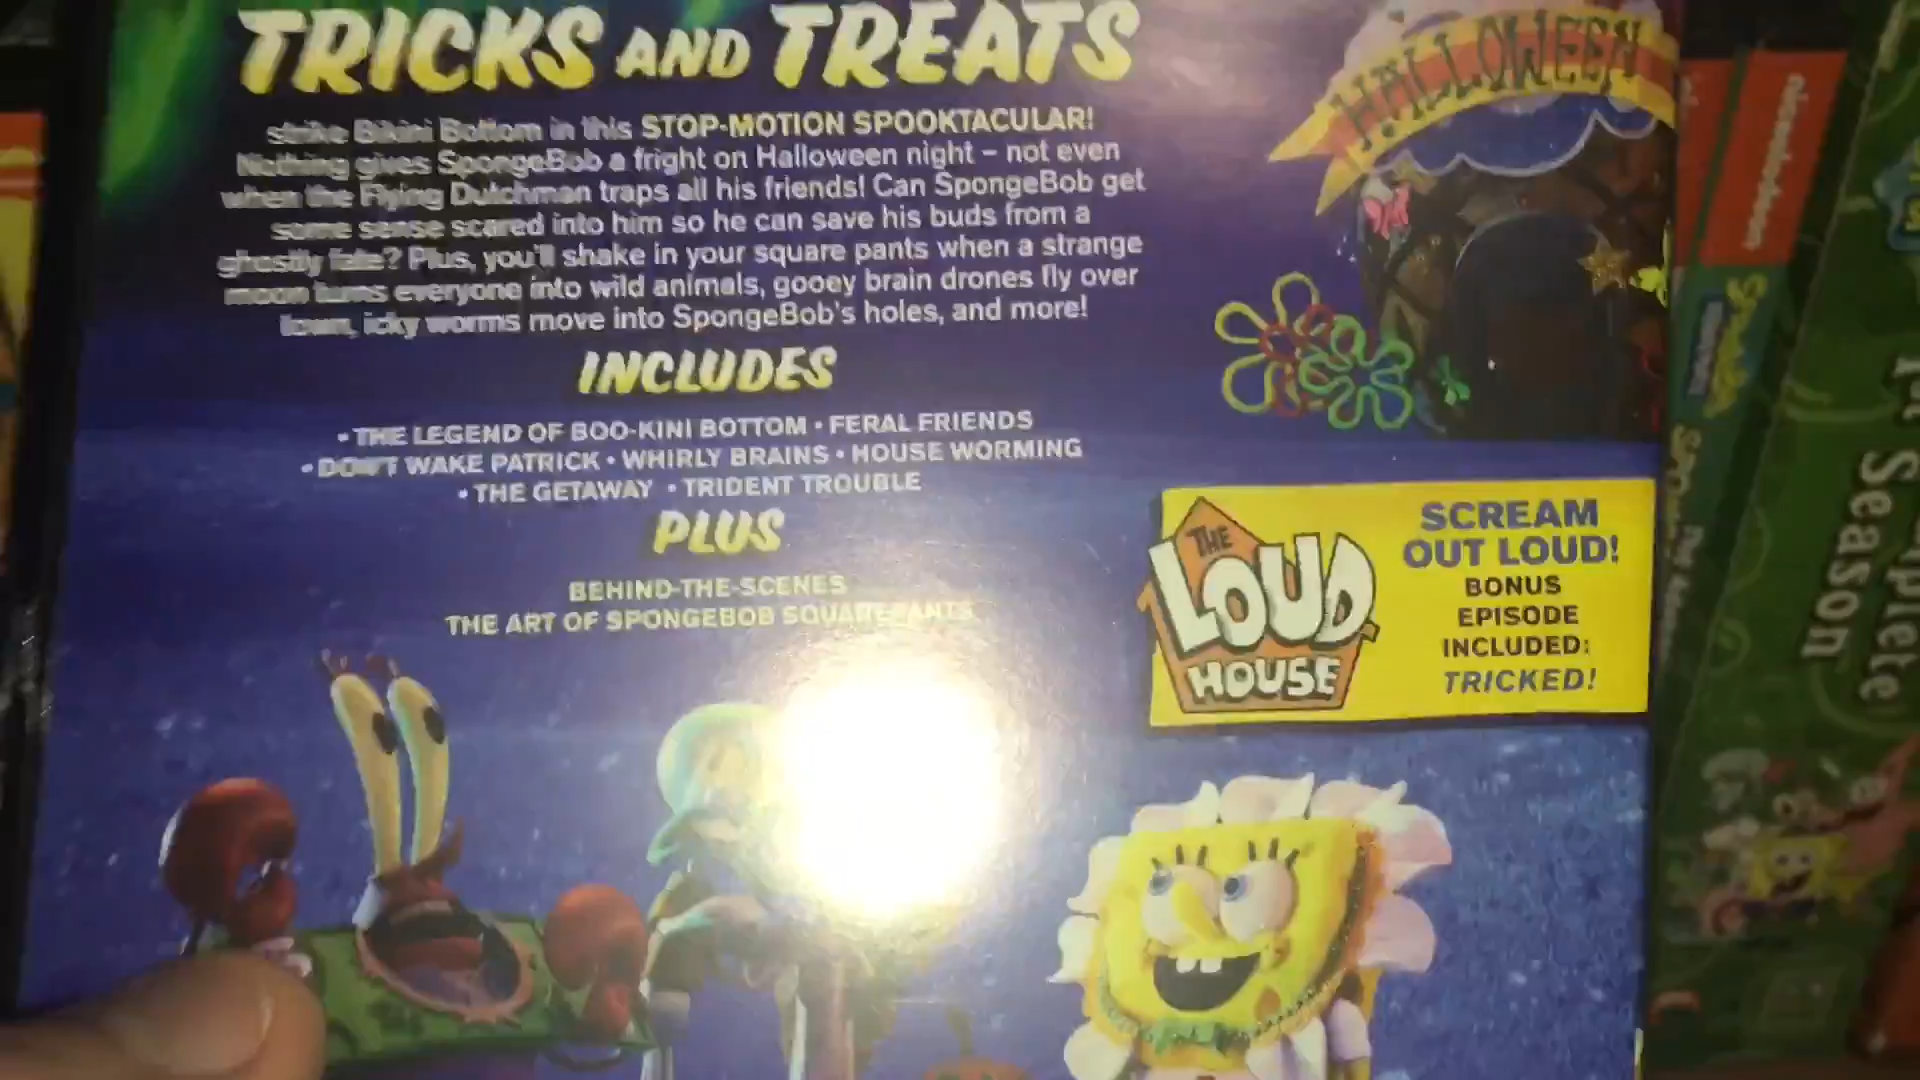 TRICKS AND TREATS
strike Bikini Bottom in this STOP-MOTION SPOOKTACULAR!
Nothing gives SpongeBob a fright on Halloween night – not even
when the Flying Dutchman traps all his friends! Can SpongeBob get
some sense scared into him so he can save his buds from a
ghostly fate? Plus, you'll shake in your square pants when a strange
moon turns everyone into wild animals, gooey brain drones fly over
town, icky worms move into SpongeBob's holes, and more!
INCLUDES
• THE LEGEND OF BOO-KINI BOTTOM • FERAL FRIENDS
• DON'T WAKE PATRICK • WHIRLY BRAINS • HOUSE WORMING
• THE GETAWAY • TRIDENT TROUBLE
PLUS
BEHIND-THE-SCENES
THE ART OF SPONGEBOB SQUAREPANTS
HALLOWEEN
THE
LOUD
HOUSE
SCREAM
OUT LOUD!
BONUS
EPISODE
INCLUDED:
TRICKED!
nickelodeon
Season